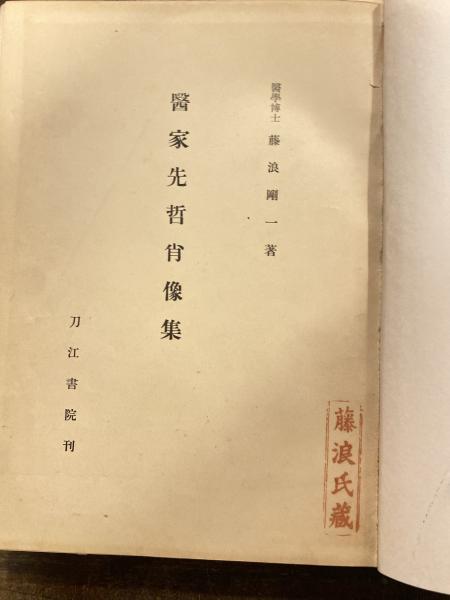 醫學博士 藤浪剛一著
醫家先哲肖像集
刀江書院刊
藤浪氏藏